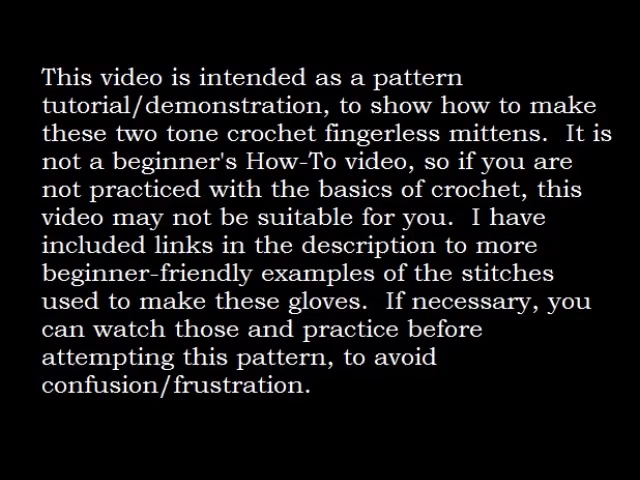 This video is intended as a pattern
tutorial/demonstration, to show how to make
these two tone crochet fingerless mittens.  It is
not a beginner's How-To video, so if you are
not practiced with the basics of crochet, this
video may not be suitable for you.  I have
included links in the description to more
beginner-friendly examples of the stitches
used to make these gloves.  If necessary, you
can watch those and practice before
attempting this pattern, to avoid
confusion/frustration.